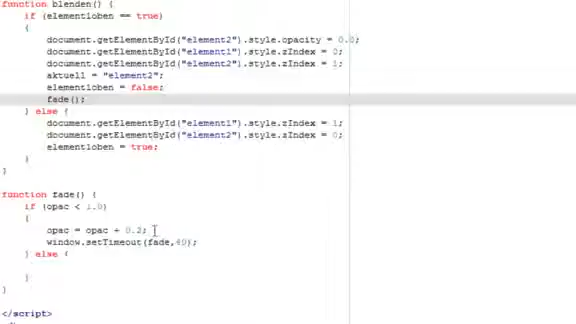 function blenden() {
if (element1oben == true)
{
document.getElementById("element2").style.opacity = 0.0;
document.getElementById("element1").style.zIndex = 0;
document.getElementById("element2").style.zIndex = 1;
aktuell = "element2";
element1oben = false;
fade();
} else {
document.getElementById("element1").style.zIndex = 1;
document.getElementById("element2").style.zIndex = 0;
element1oben = true;
}
}
function fade() {
if (opac < 1.0)
{
opac = opac + 0.2;
window.setTimeout(fade,40);
} else {
}
}
</script>